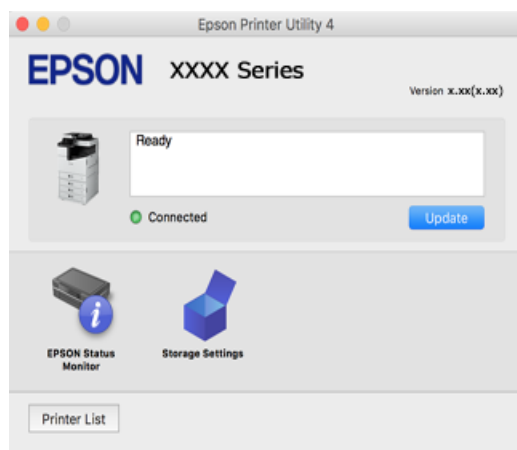 Epson Printer Utility 4
EPSON XXXX Series
Version x.xx(x.xx)
Ready
Connected
Update
EPSON Status
Monitor
Storage Settings
Printer List